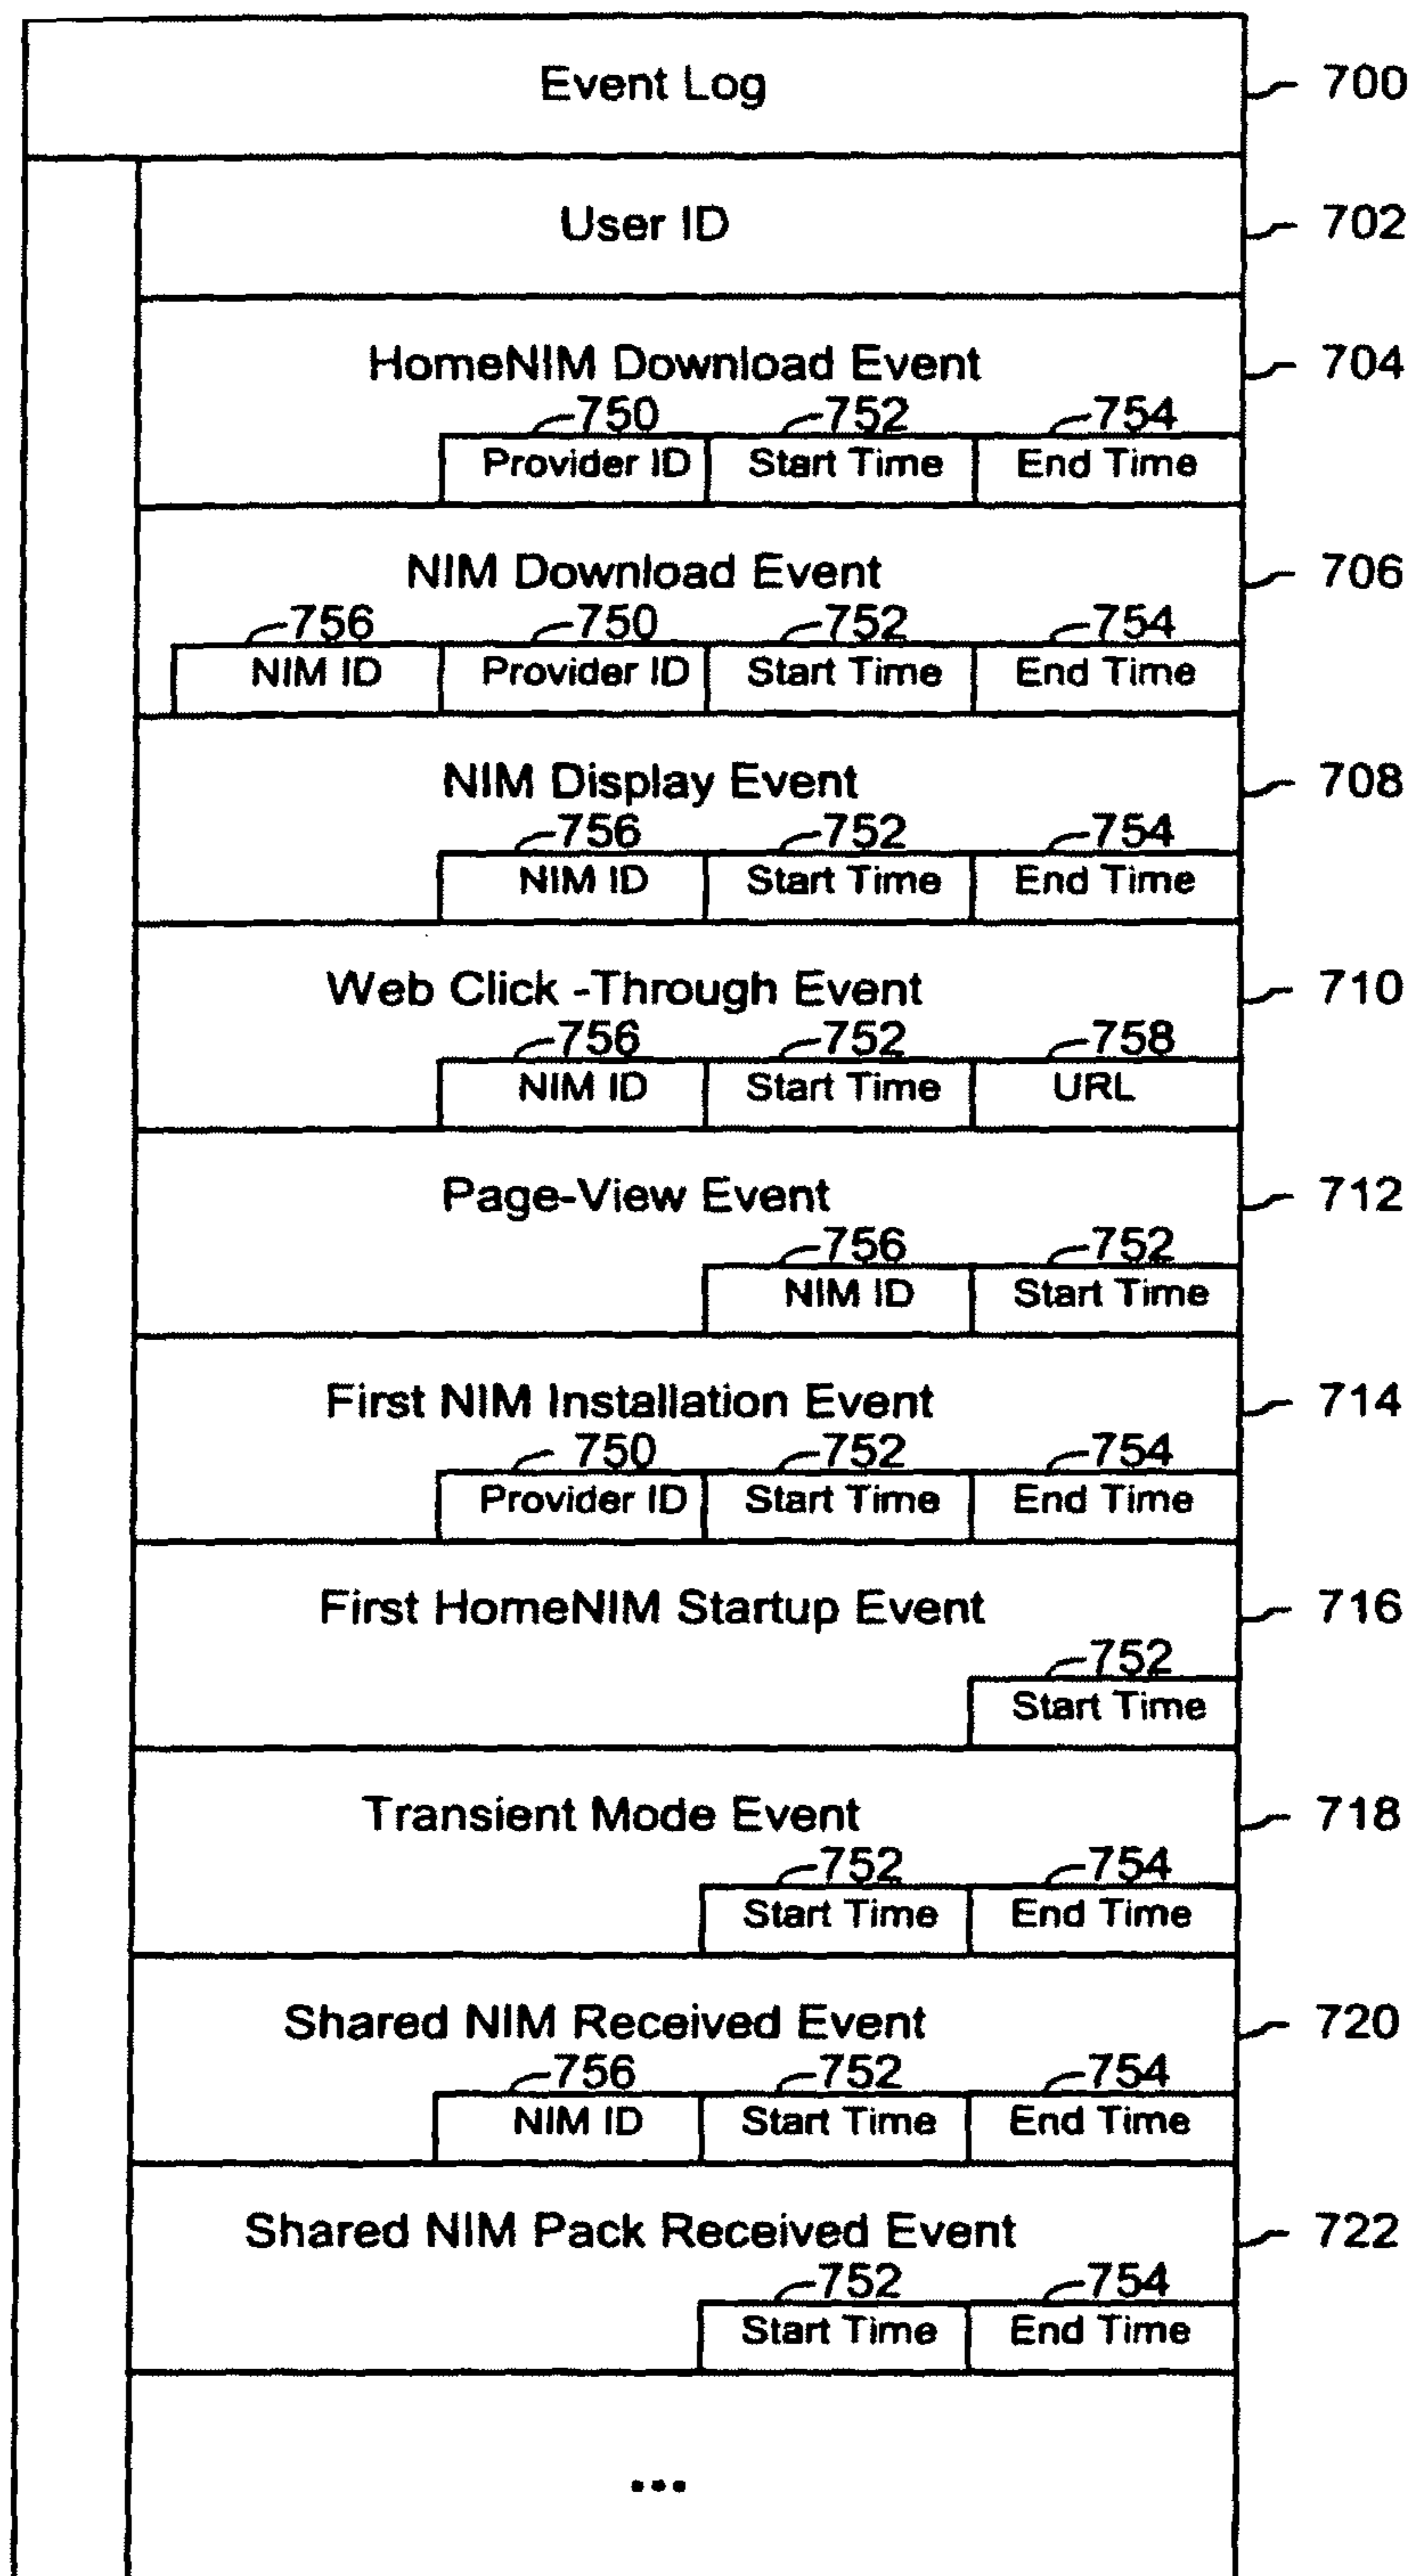 Event Log 700
User ID 702
HomeNIM Download Event 704
750 752 754
Provider ID Start Time End Time
NIM Download Event 706
756 750 752 754
NIM ID Provider ID Start Time End Time
NIM Display Event 708
756 752 754
NIM ID Start Time End Time
Web Click -Through Event 710
756 752 758
NIM ID Start Time URL
Page-View Event 712
756 752
NIM ID Start Time
First NIM Installation Event 714
750 752 754
Provider ID Start Time End Time
First HomeNIM Startup Event 716
752
Start Time
Transient Mode Event 718
752 754
Start Time End Time
Shared NIM Received Event 720
756 752 754
NIM ID Start Time End Time
Shared NIM Pack Received Event 722
752 754
Start Time End Time
...